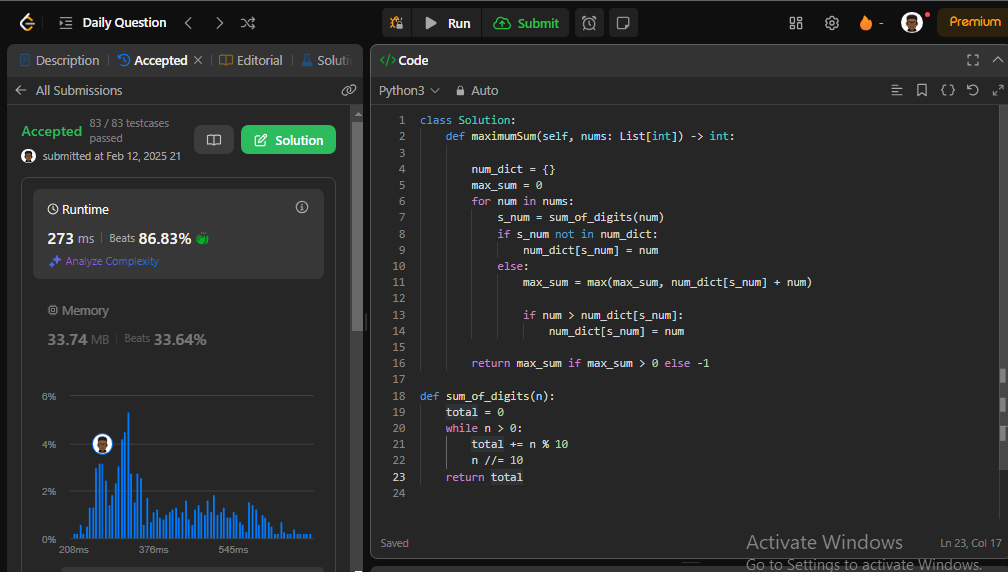 Daily Question
Run
Submit
-
Premium
Description
Accepted
Editorial
Soluti
Code
All Submissions
Python3
Auto
Accepted
83 / 83 testcases
passed
submitted at Feb 12, 2025 21
Solution
Runtime
273 ms
Beats 86.83%
Analyze Complexity
Memory
33.74 MB
Beats 33.64%
6%
4%
2%
0%
208ms
376ms
545ms
1 class Solution:
2 def maximumSum(self, nums: List[int]) -> int:
3
4 num_dict = {}
5 max_sum = 0
6 for num in nums:
7 s_num = sum_of_digits(num)
8 if s_num not in num_dict:
9 num_dict[s_num] = num
10 else:
11 max_sum = max(max_sum, num_dict[s_num] + num)
12
13 if num > num_dict[s_num]:
14 num_dict[s_num] = num
15
16 return max_sum if max_sum > 0 else -1
17
18 def sum_of_digits(n):
19 total = 0
20 while n > 0:
21 total += n % 10
22 n //= 10
23 return total
24
Saved
Ln 23, Col 17
Activate Windows
Go to Settings to activate Windows.